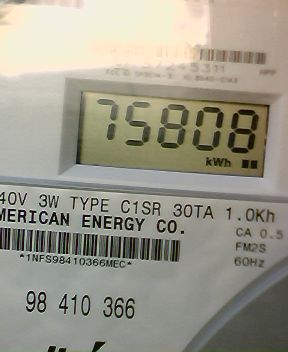 75808
kWh
40V 3W TYPE C1SR 30TA 1.0Kh
MERICAN ENERGY CO.
CA 0.5
*1NFS98410366MEC*
FM2S
60Hz
98 410 366